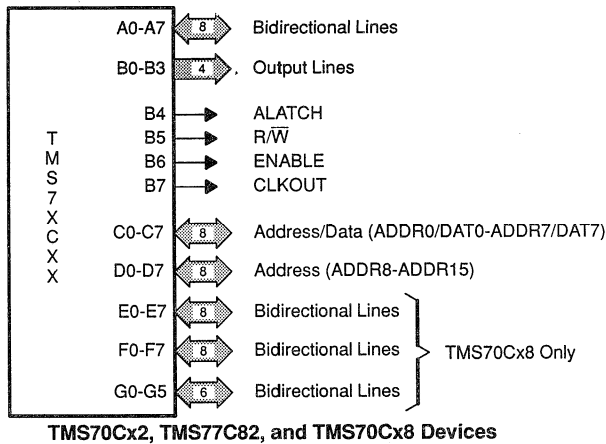 A0-A7 8 Bidirectional Lines
B0-B3 4 Output Lines
B4 ALATCH
B5 R/W̅
B6 ENABLE
B7 CLKOUT
TMS7XCXX
C0-C7 8 Address/Data (ADDR0/DAT0-ADDR7/DAT7)
D0-D7 8 Address (ADDR8-ADDR15)
E0-E7 8 Bidirectional Lines
F0-F7 8 Bidirectional Lines
TMS70Cx8 Only
G0-G5 6 Bidirectional Lines
TMS70Cx2, TMS77C82, and TMS70Cx8 Devices